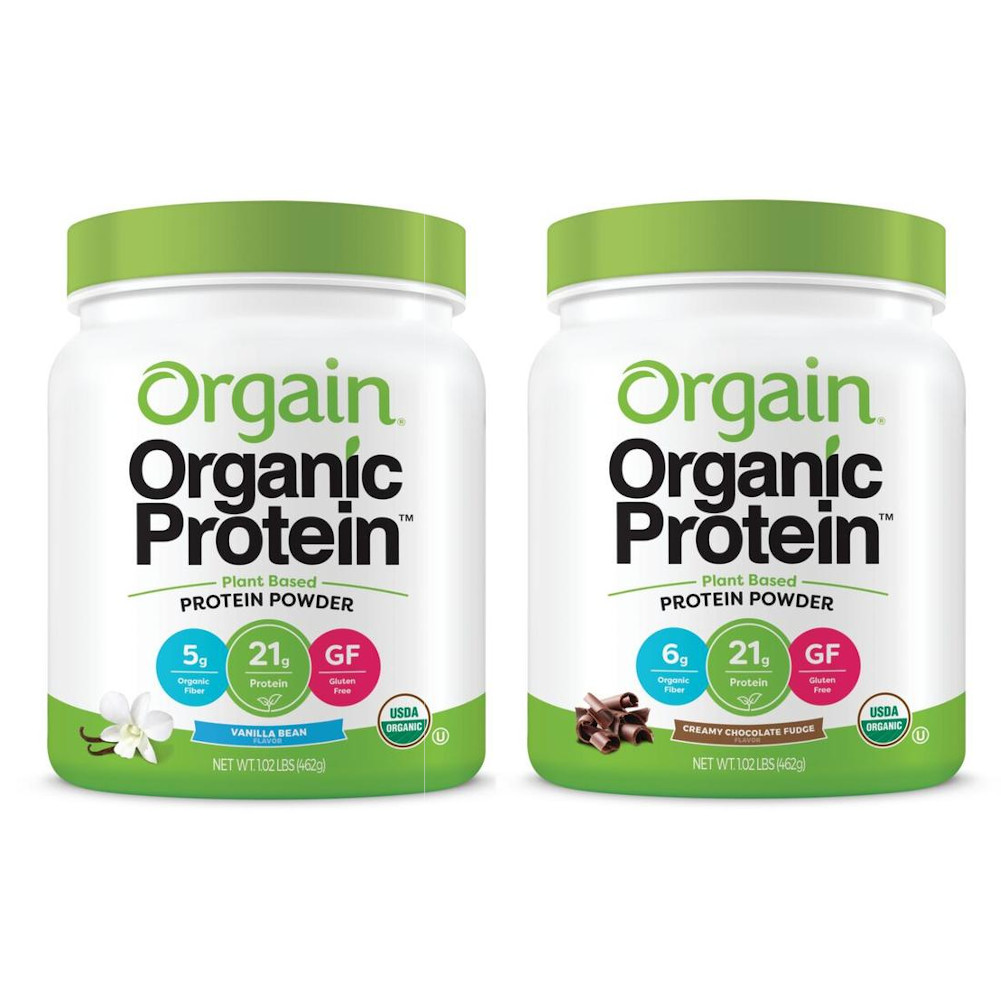 Orgain®
Organic
Protein™
Plant Based
PROTEIN POWDER
5g
Organic
Fiber
21g
Protein
GF
Gluten
Free
VANILLA BEAN
FLAVOR
USDA
ORGANIC
U
NET WT. 1.02 LBS (462g)
Orgain®
Organic
Protein™
Plant Based
PROTEIN POWDER
6g
Organic
Fiber
21g
Protein
GF
Gluten
Free
CREAMY CHOCOLATE FUDGE
FLAVOR
USDA
ORGANIC
U
NET WT. 1.02 LBS (462g)